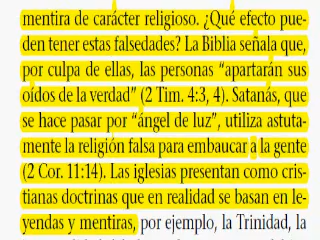 mentira de carácter religioso. ¿Qué efecto pue-
den tener estas falsedades? La Biblia señala que,
por culpa de ellas, las personas “apartarán sus
oídos de la verdad” (2 Tim. 4:3, 4). Satanás, que
se hace pasar por “ángel de luz”, utiliza astuta-
mente la religión falsa para embaucar a la gente
(2 Cor. 11:14). Las iglesias presentan como cris-
tianas doctrinas que en realidad se basan en le-
yendas y mentiras, por ejemplo, la Trinidad, la